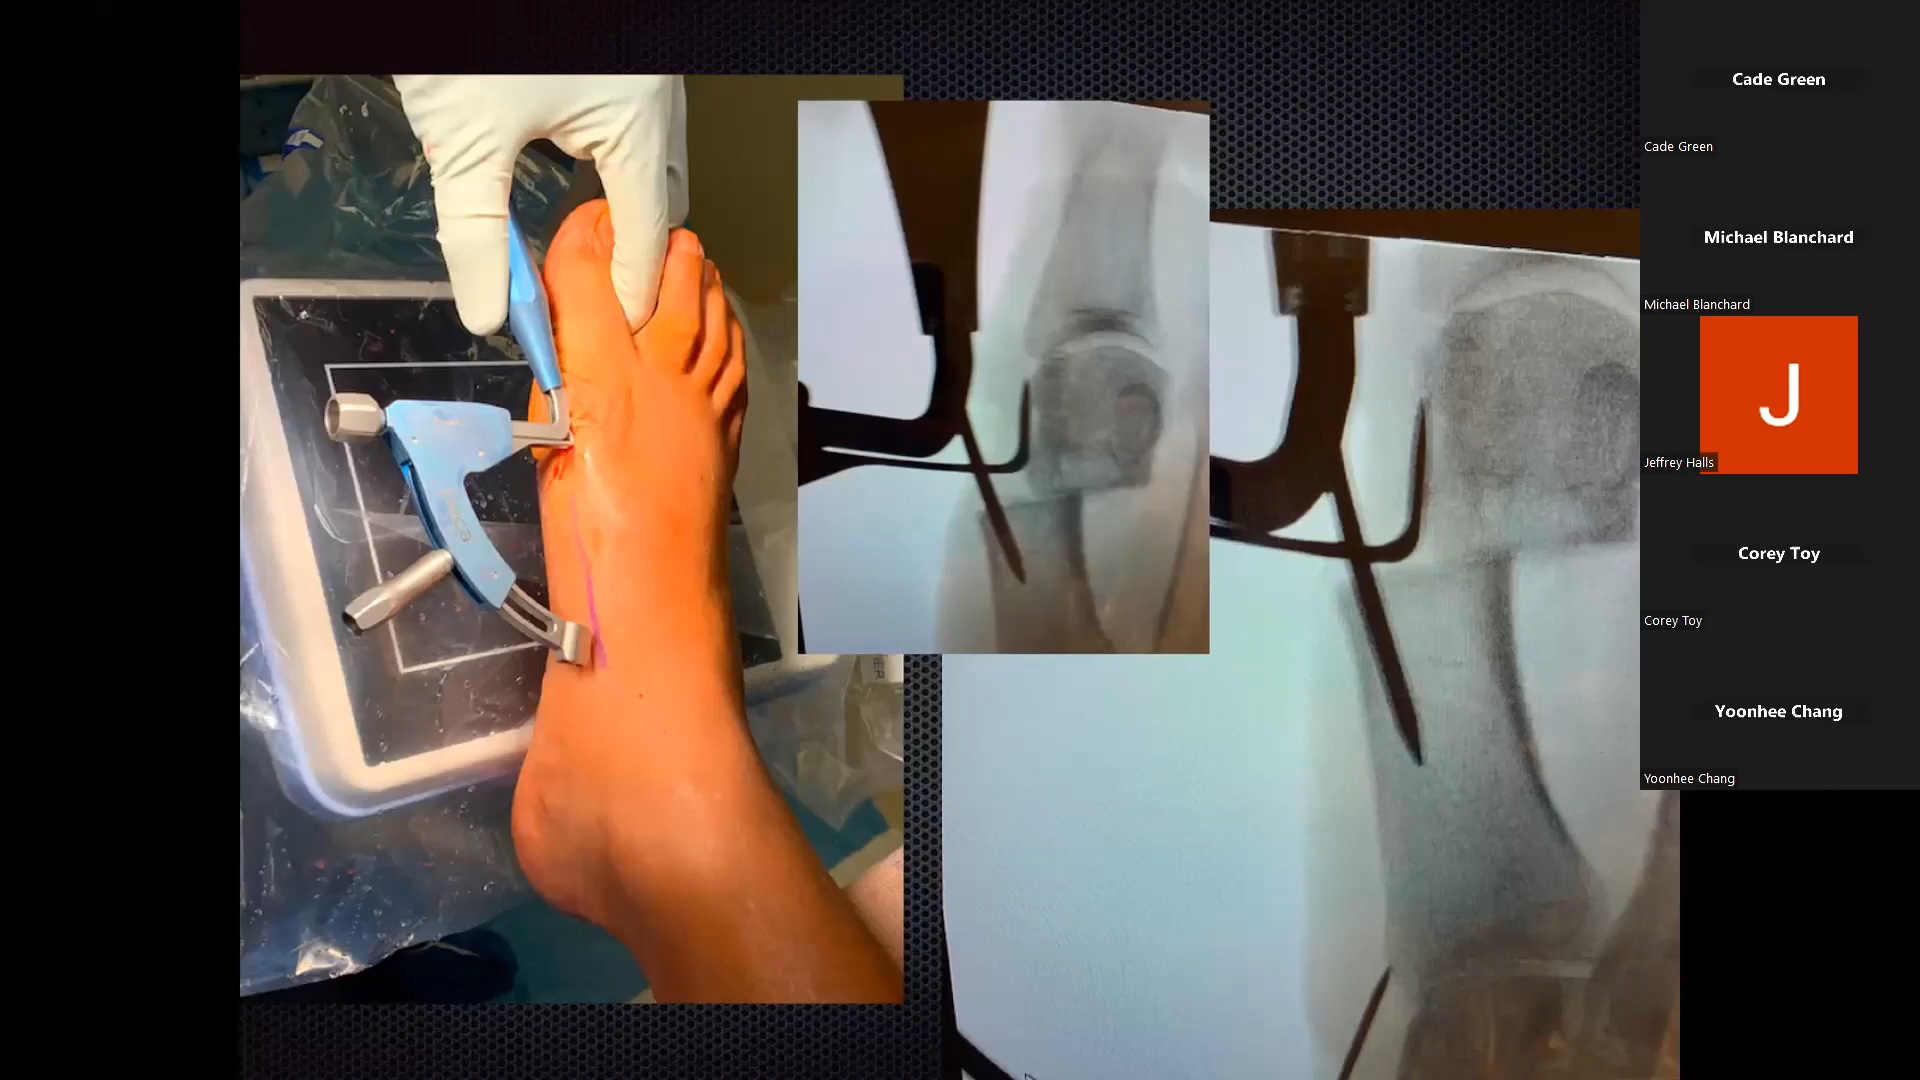 Cade Green
Cade Green
Michael Blanchard
Michael Blanchard
J
Jeffrey Halls
Corey Toy
Corey Toy
Yoonhee Chang
Yoonhee Chang